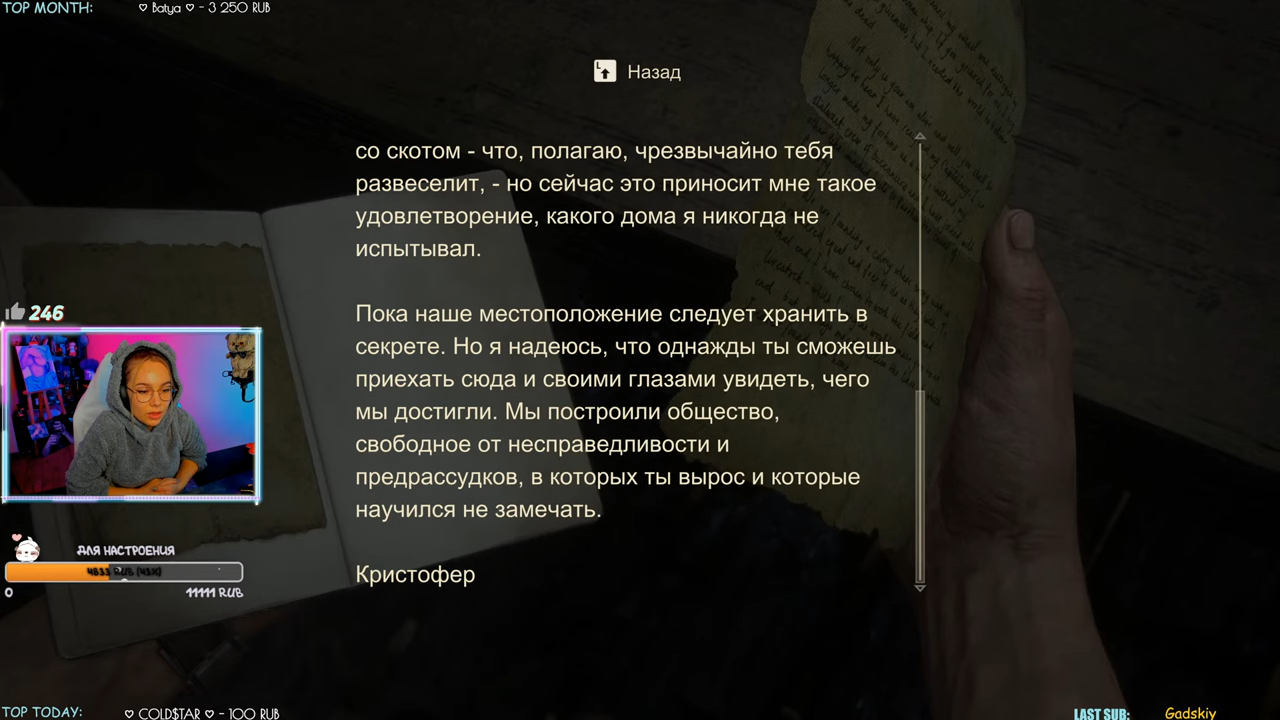 TOP MONTH:
♡ Batya ♡ - 3 250 RUB
Назад
со скотом - что, полагаю, чрезвычайно тебя
развеселит, - но сейчас это приносит мне такое
удовлетворение, какого дома я никогда не
испытывал.
Пока наше местоположение следует хранить в
секрете. Но я надеюсь, что однажды ты сможешь
приехать сюда и своими глазами увидеть, чего
мы достигли. Мы построили общество,
свободное от несправедливости и
предрассудков, в которых ты вырос и которые
научился не замечать.
Кристофер
246
ДЛЯ НАСТРОЕНИЯ
4633 RUB (41%)
0
11111 RUB
TOP TODAY:
♡ COLD$TAR ♡ - 100 RUB
LAST SUB:
Gadskiy